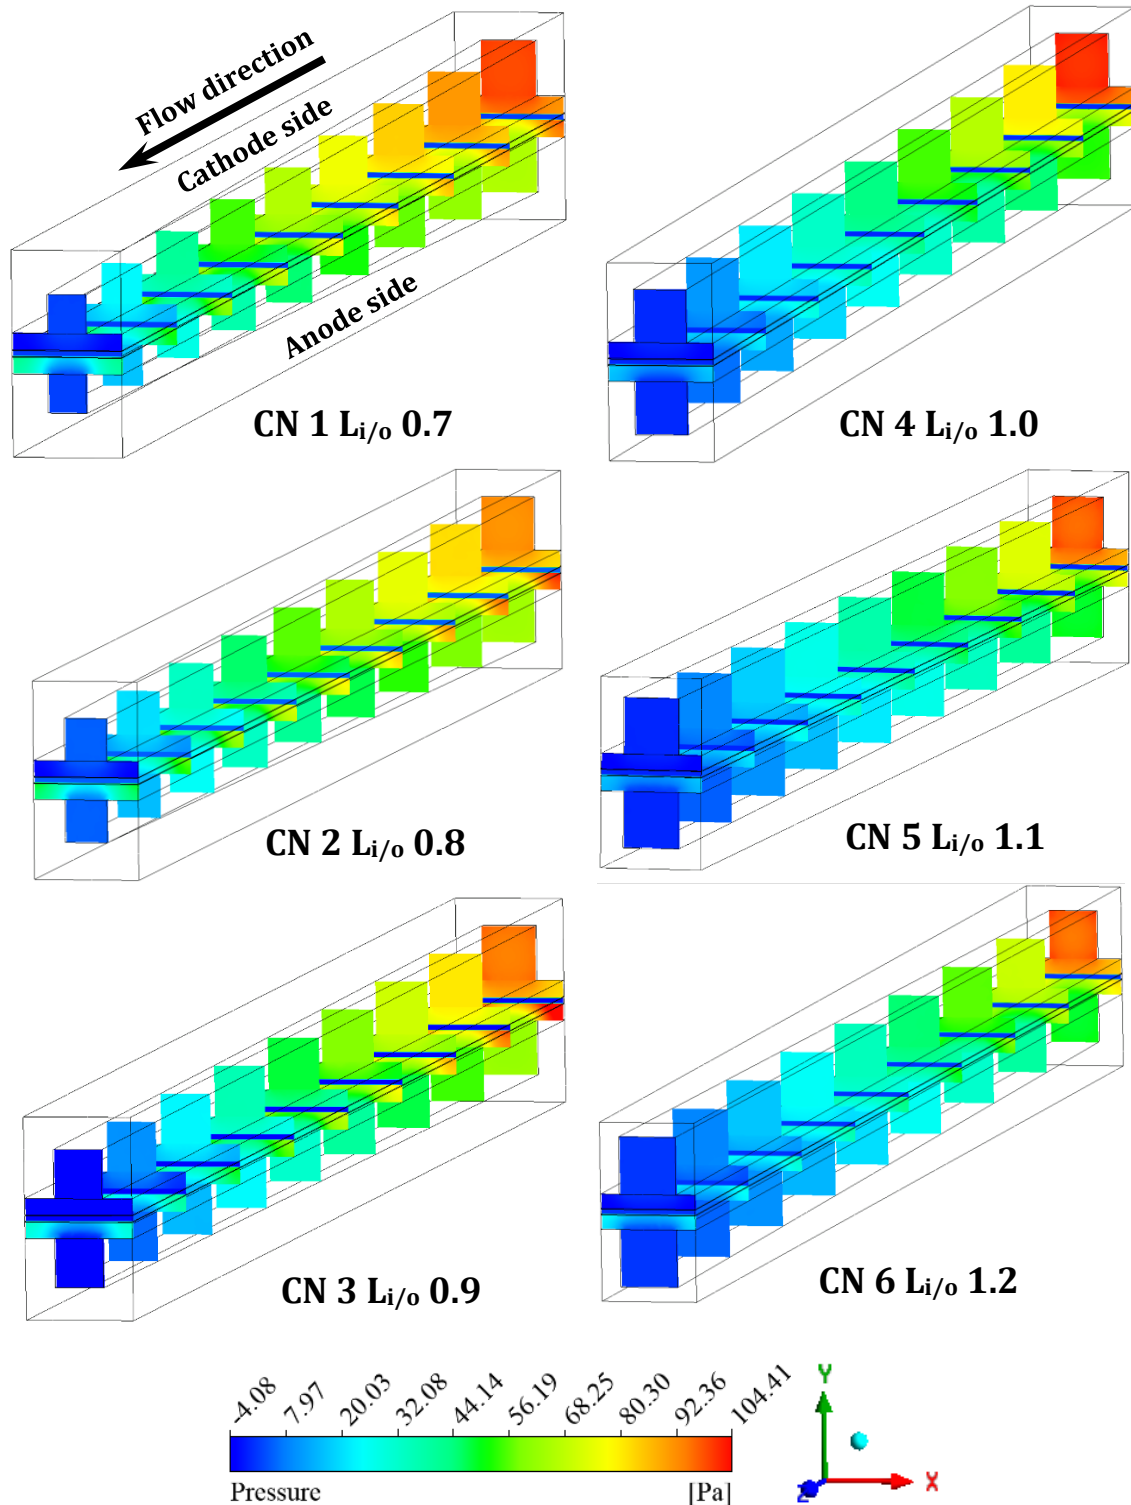 Flow direction
Cathode side
Anode side
CN 1 Li/o 0.7
CN 4 Li/o 1.0
CN 2 Li/o 0.8
CN 5 Li/o 1.1
CN 3 Li/o 0.9
CN 6 Li/o 1.2
-4.08 7.97 20.03 32.08 44.14 56.19 68.25 80.30 92.36 104.41
Pressure [Pa]
Y
X
Z